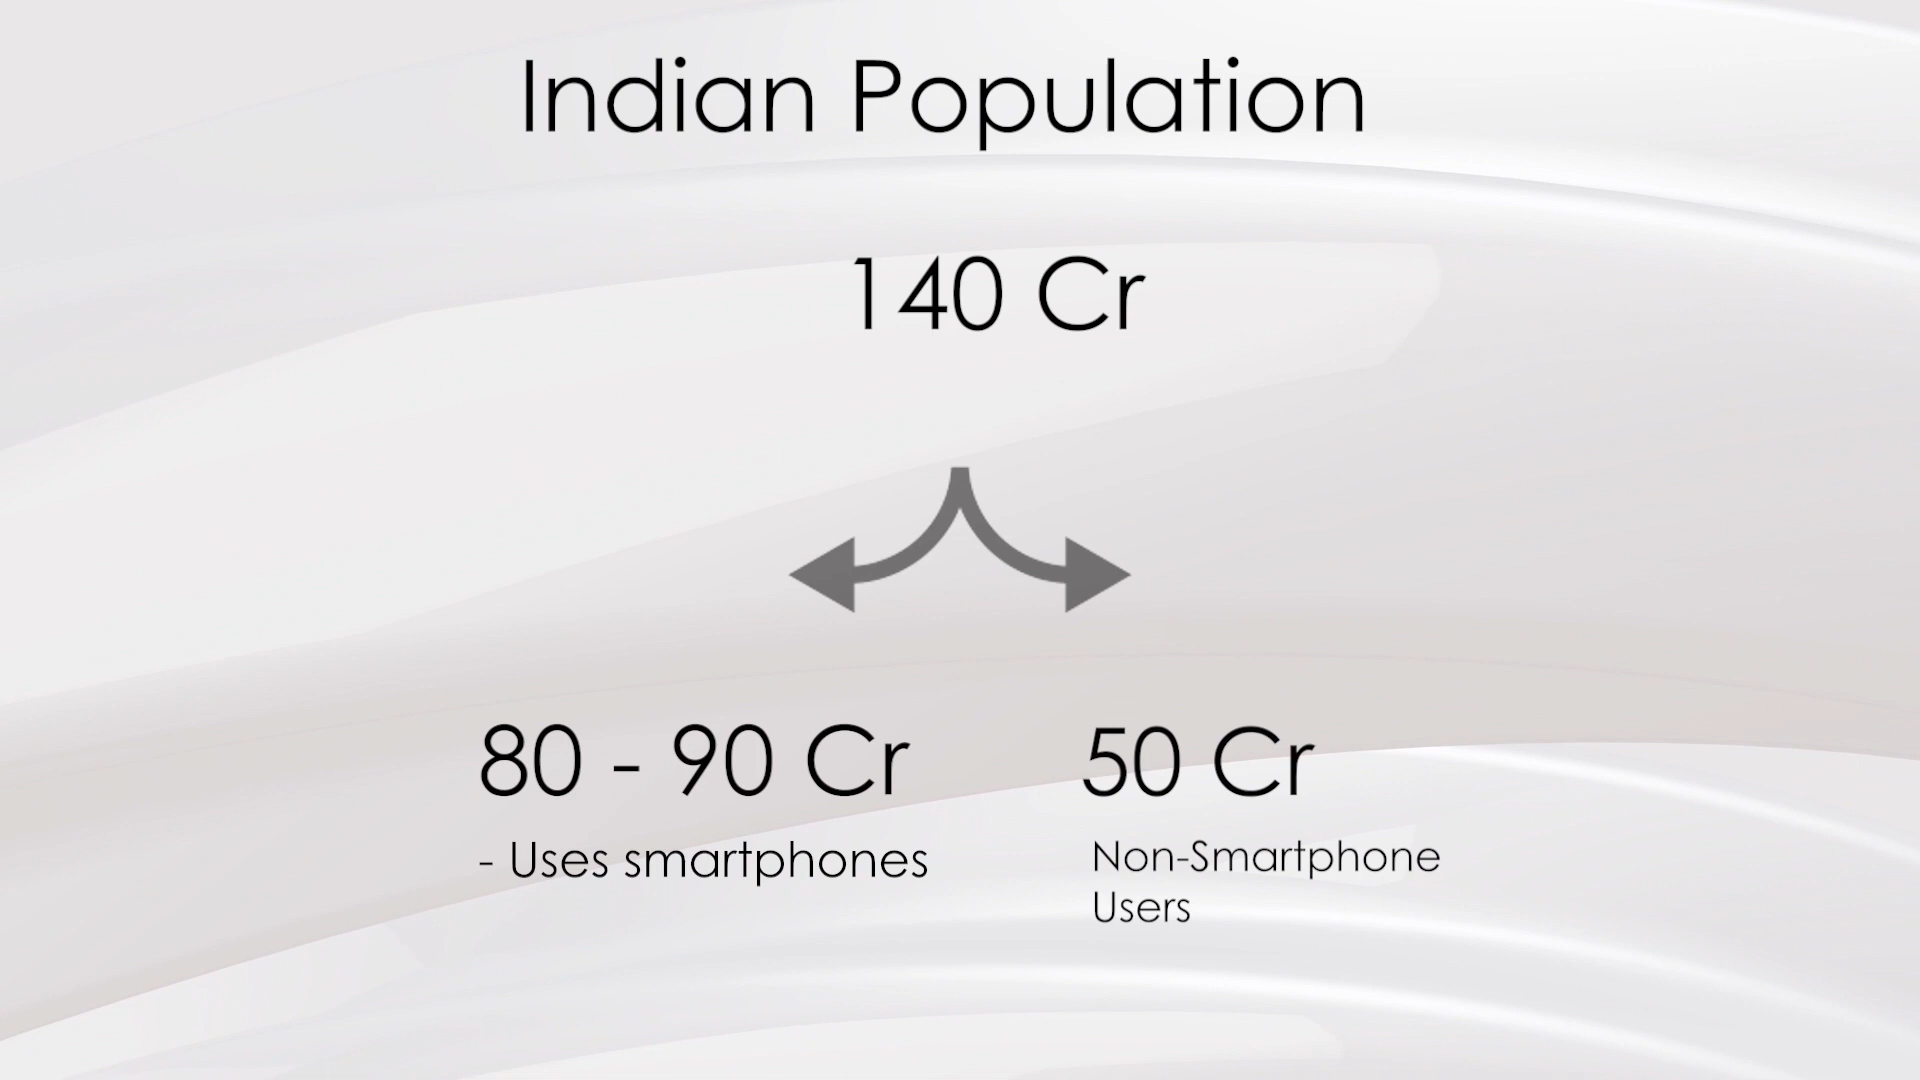 Indian Population
140 Cr
80 - 90 Cr
50 Cr
- Uses smartphones
Non-Smartphone
Users